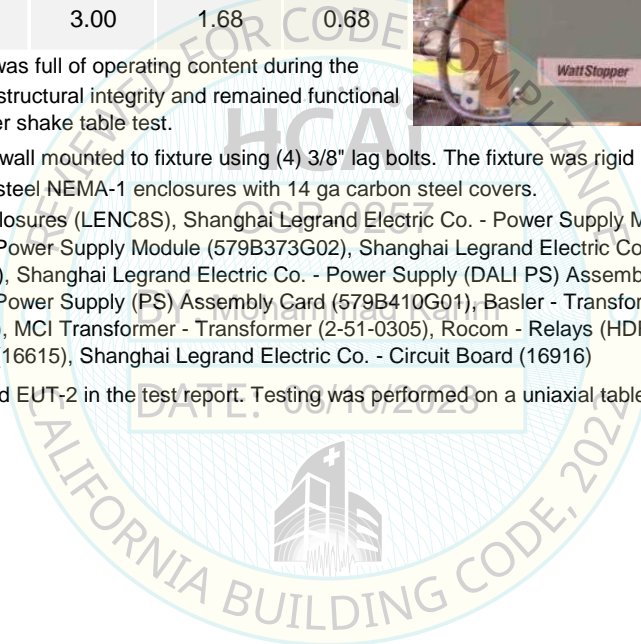 3.00 1.68 0.68
WattStopper
was full of operating content during the
structural integrity and remained functional
er shake table test.
wall mounted to fixture using (4) 3/8" lag bolts. The fixture was rigid
steel NEMA-1 enclosures with 14 ga carbon steel covers.
losures (LENC8S), Shanghai Legrand Electric Co. - Power Supply M
Power Supply Module (579B373G02), Shanghai Legrand Electric Co
), Shanghai Legrand Electric Co. - Power Supply (DALI PS) Assemb
Power Supply (PS) Assembly Card (579B410G01), Basler - Transfor
), MCI Transformer - Transformer (2-51-0305), Rocom - Relays (HD
16615), Shanghai Legrand Electric Co. - Circuit Board (16916)
d EUT-2 in the test report. Testing was performed on a uniaxial table
REVIEWED FOR CODE COMPLIANCE
HCAI
OSP-0257
BY: Mohammad Karim
DATE: 08/10/2023
CALIFORNIA BUILDING CODE, 2022